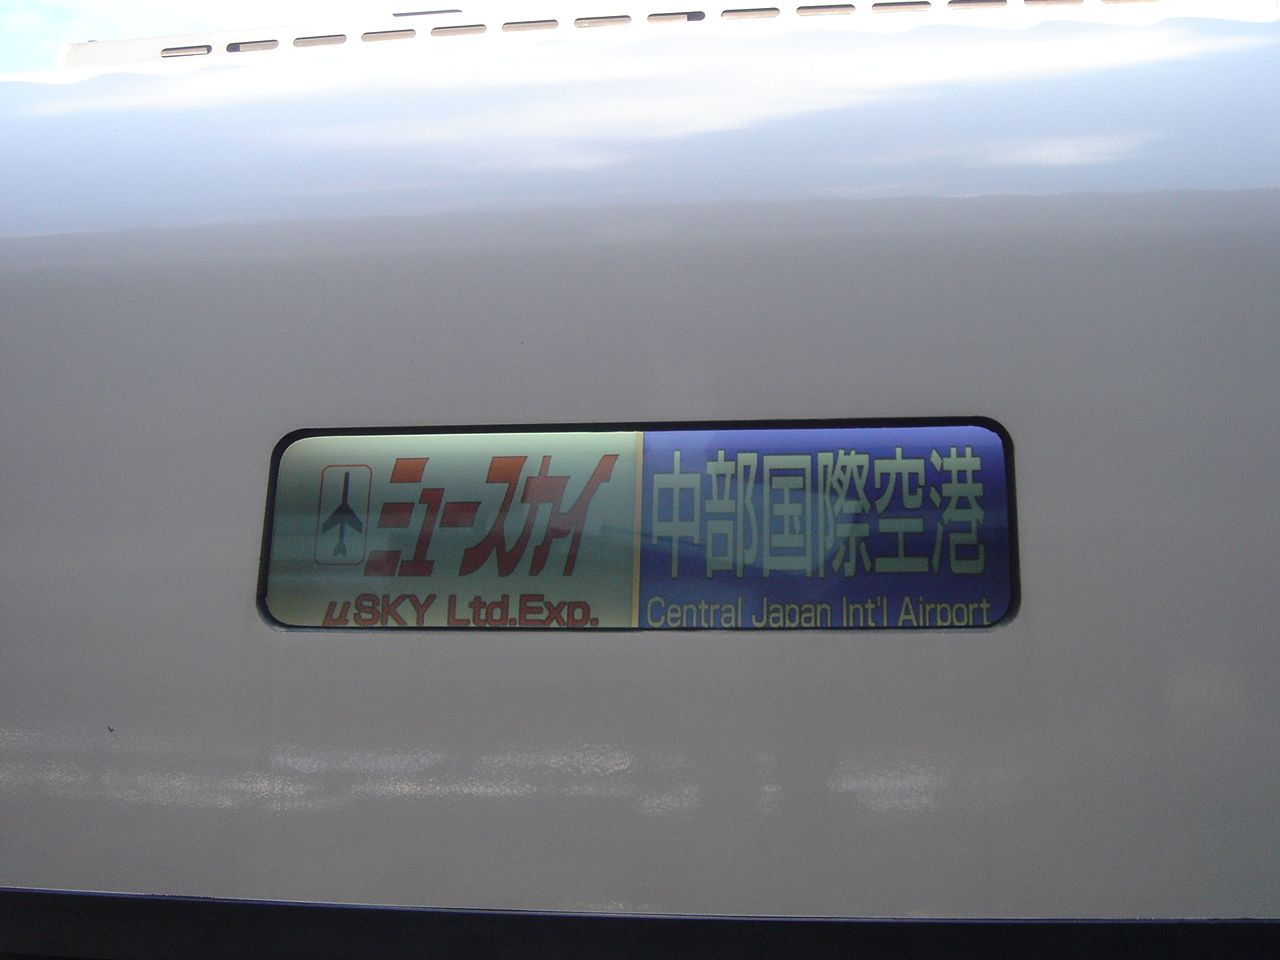 ミュースカイ
μSKY Ltd.Exp.
中部国際空港
Central Japan Int'l Airport